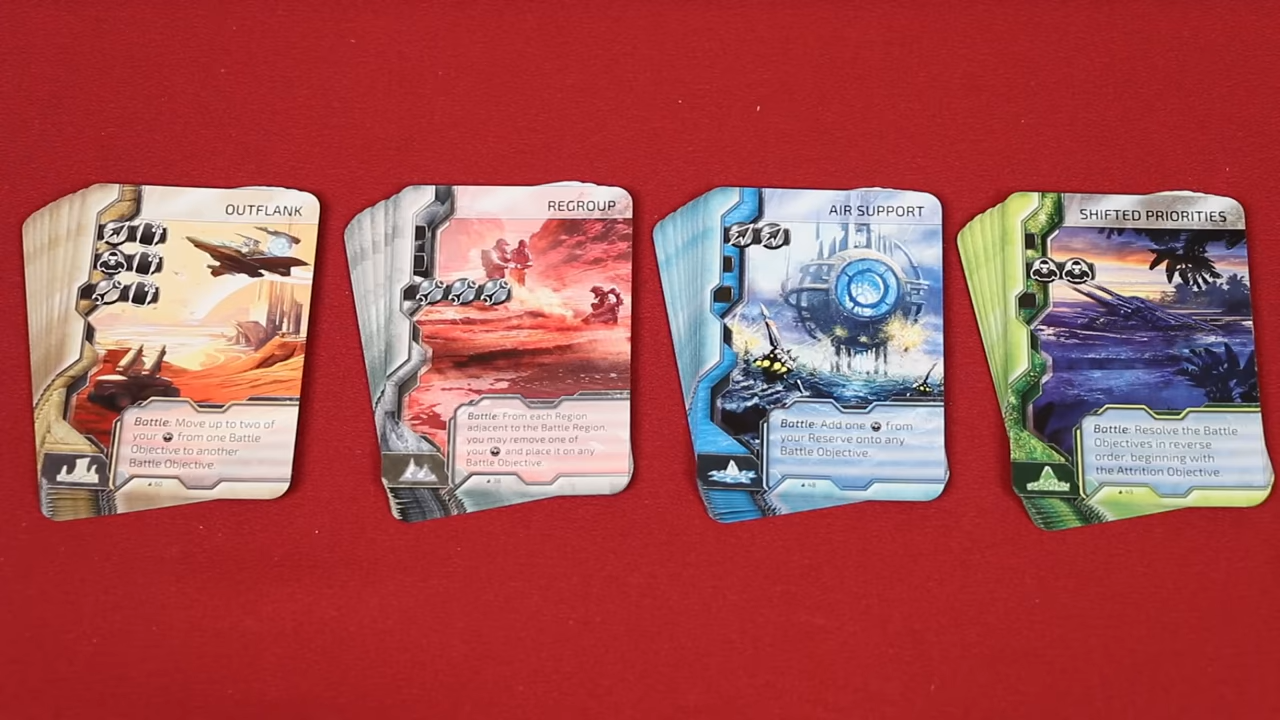 OUTFLANK
Battle: Move up to two of
your from one Battle
Objective to another
Battle Objective.
60
REGROUP
Battle: From each Region
adjacent to the Battle Region,
you may remove one of
your and place it on any
Battle Objective.
38
AIR SUPPORT
Battle: Add one from
your Reserve onto any
Battle Objective.
48
SHIFTED PRIORITIES
Battle: Resolve the Battle
Objectives in reverse
order, beginning with
the Attrition Objective.